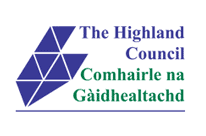 The Highland
Council
Comhairle na
Gàidhealtachd